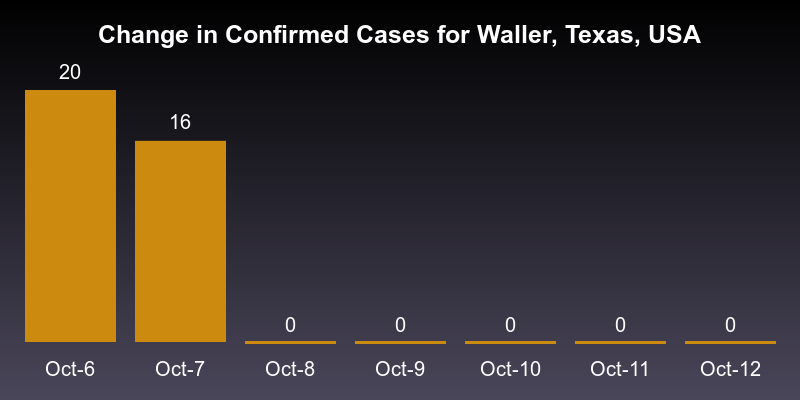 Change in Confirmed Cases for Waller, Texas, USA
20
16
0
0
0
0
0
Oct-6
Oct-7
Oct-8
Oct-9
Oct-10
Oct-11
Oct-12